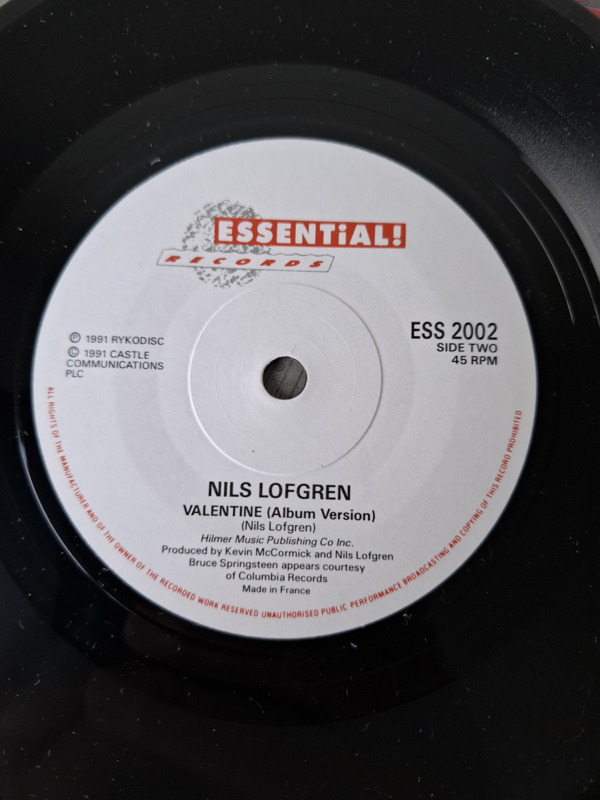 ESSENTiAL!
RECORDS
℗ 1991 RYKODISC
© 1991 CASTLE
COMMUNICATIONS
PLC
ESS 2002
SIDE TWO
45 RPM
NILS LOFGREN
VALENTINE (Album Version)
(Nils Lofgren)
Hilmer Music Publishing Co Inc.
Produced by Kevin McCormick and Nils Lofgren
Bruce Springsteen appears courtesy
of Columbia Records
Made in France
ALL RIGHTS OF THE MANUFACTURER AND OF THE OWNER OF THE RECORDED WORK RESERVED UNAUTHORISED PUBLIC PERFORMANCE BROADCASTING AND COPYING OF THIS RECORD PROHIBITED